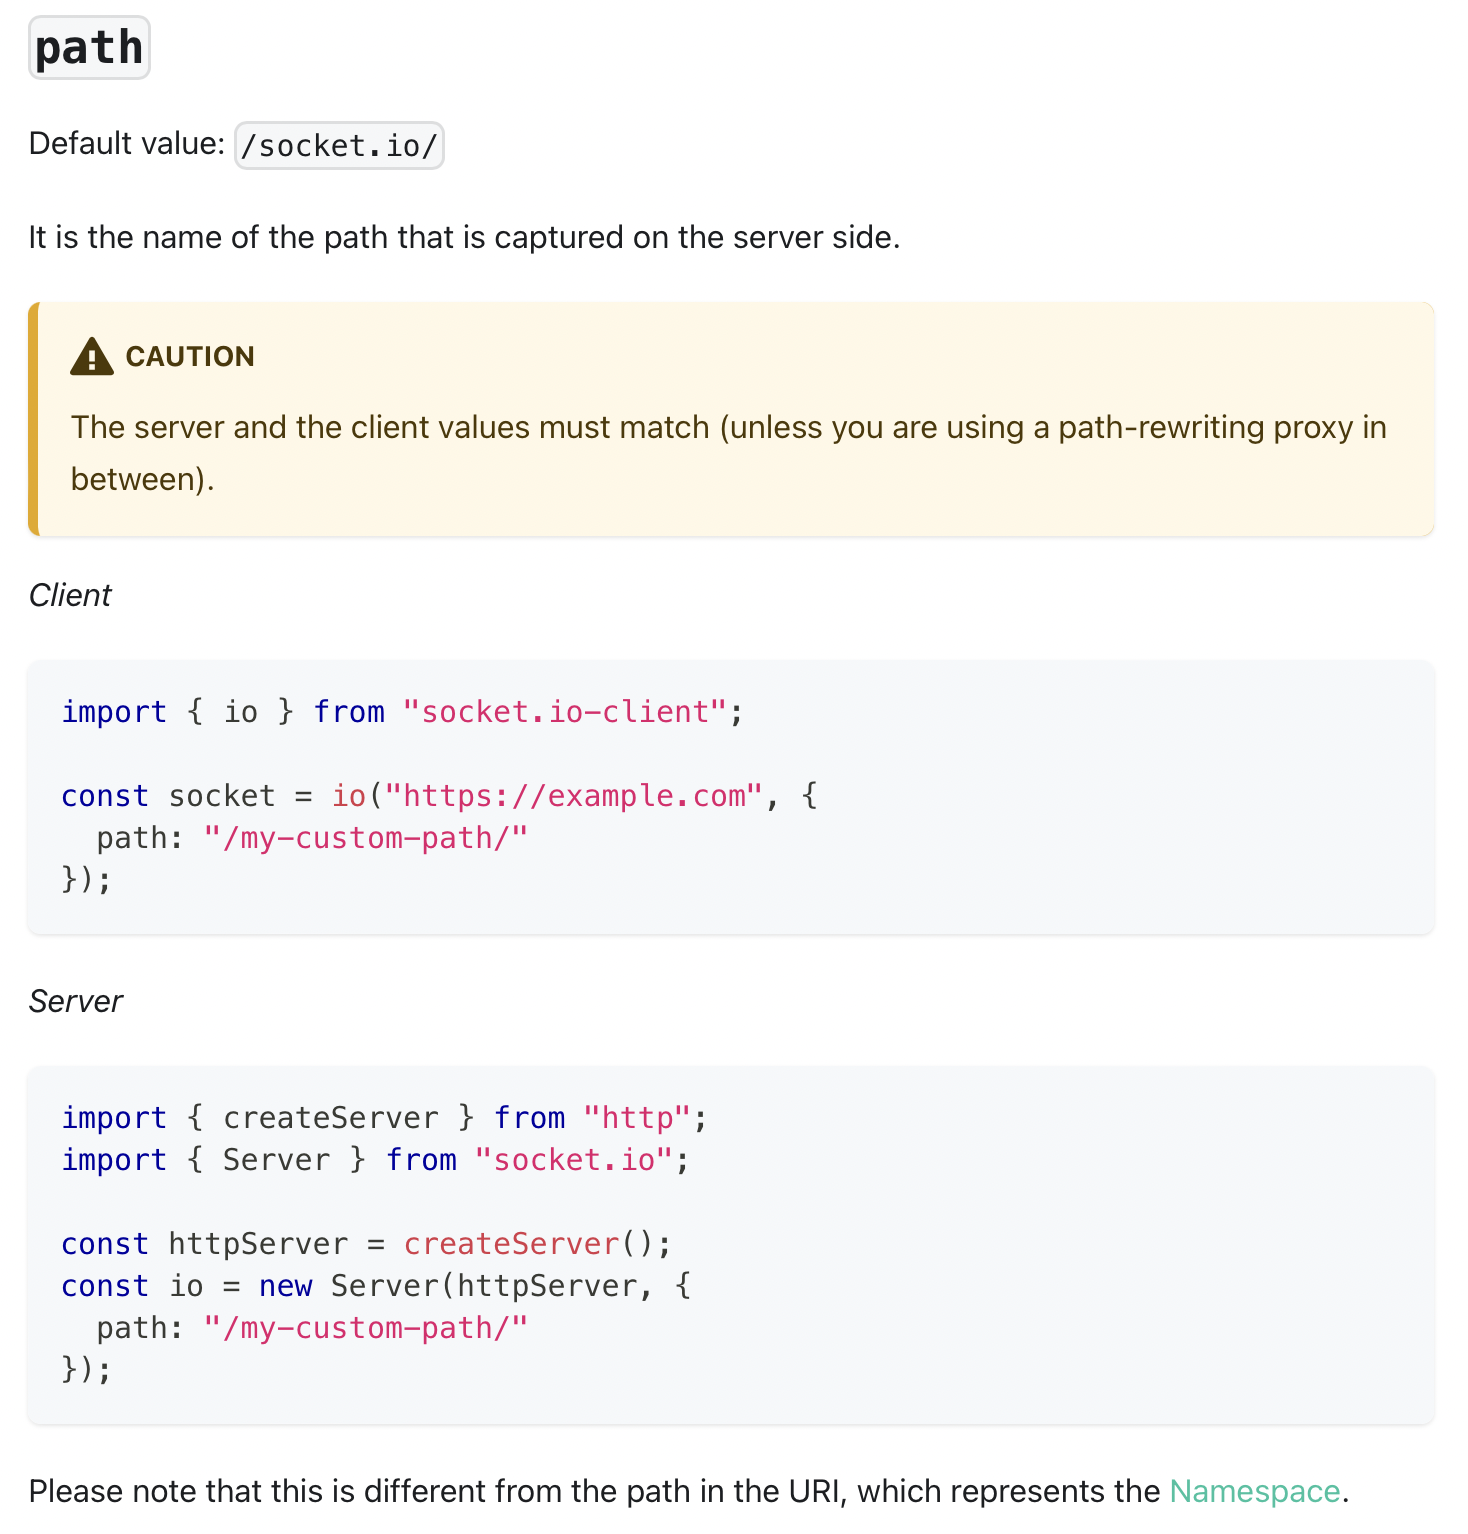 path
Default value: /socket.io/
It is the name of the path that is captured on the server side.
CAUTION
The server and the client values must match (unless you are using a path-rewriting proxy in
between).
Client
import { io } from "socket.io-client";
const socket = io("https://example.com", {
  path: "/my-custom-path/"
});
Server
import { createServer } from "http";
import { Server } from "socket.io";
const httpServer = createServer();
const io = new Server(httpServer, {
  path: "/my-custom-path/"
});
Please note that this is different from the path in the URI, which represents the Namespace.